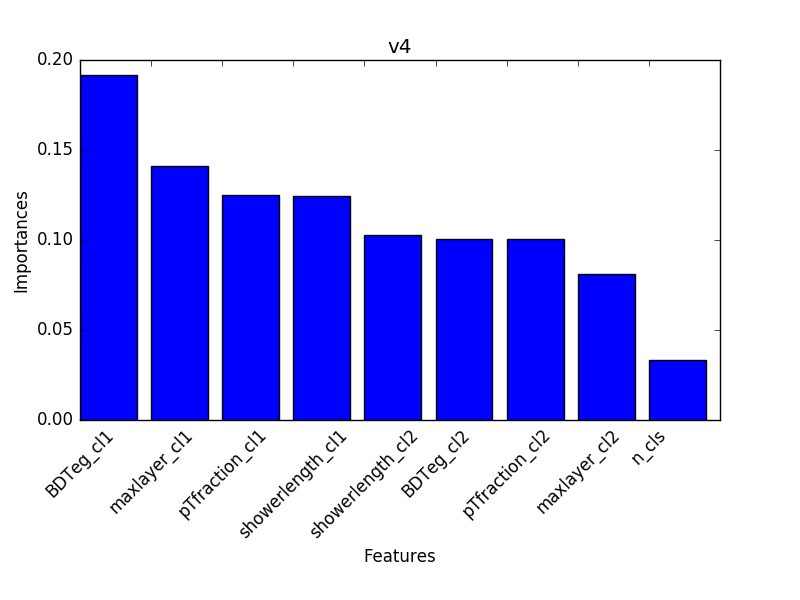 v4
Importances
0.20
0.15
0.10
0.05
0.00
BDTeg_cl1
maxlayer_cl1
pTfraction_cl1
showerlength_cl1
showerlength_cl2
BDTeg_cl2
pTfraction_cl2
maxlayer_cl2
n_cls
Features